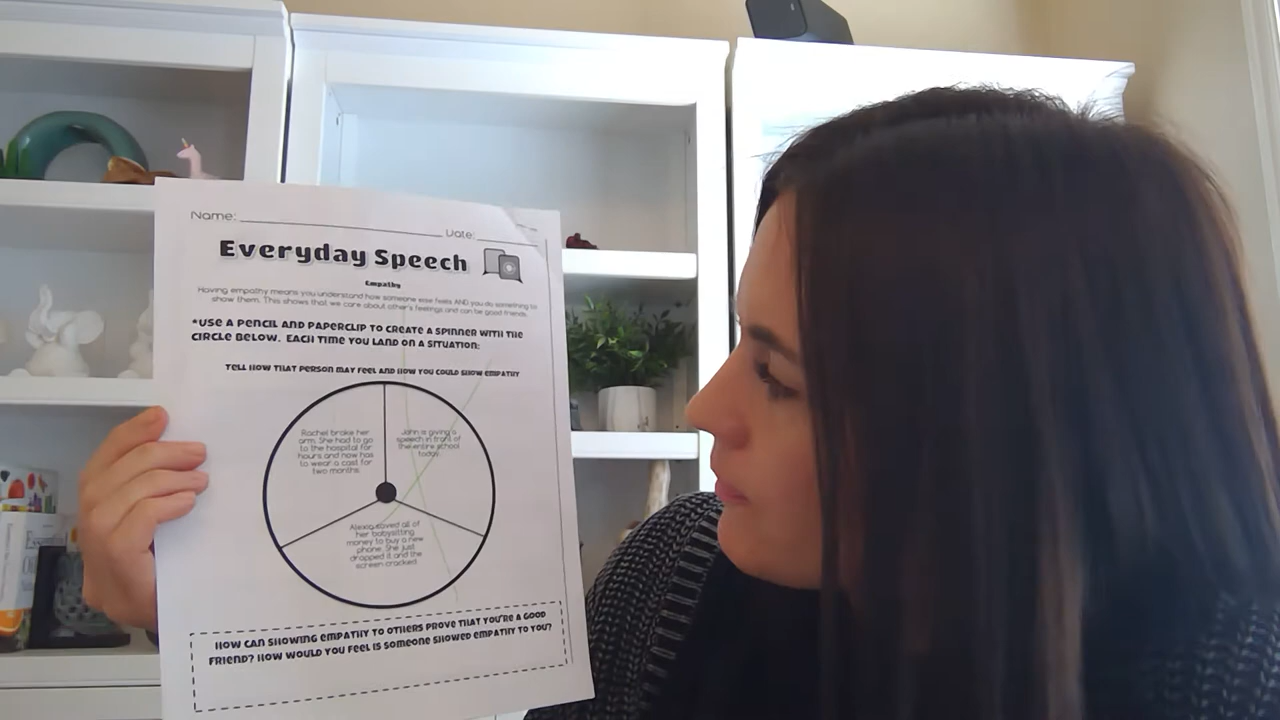 Name: Date:
Everyday Speech
Empathy
Having empathy means you understand how someone else feels AND you do something to
show them. This shows that we care about other's feelings and can be good friends.
*USE A PENCIL AND PAPERCLIP TO CREATE A SPINNER WITH THE
CIRCLE BELOW. EACH TIME YOU LAND ON A SITUATION:
TELL HOW THAT PERSON MAY FEEL AND HOW YOU COULD SHOW EMPATHY
Rachel broke her
arm. She had to go
to the hospital for
hours and now has
to wear a cast for
two months.
John is giving a
speech in front of
the entire school
today.
Alexia saved all of
her babysitting
money to buy a new
phone. She just
dropped it and the
screen cracked.
HOW CAN SHOWING EMPATHY TO OTHERS PROVE THAT YOU'RE A GOOD
FRIEND? HOW WOULD YOU FEEL IS SOMEONE SHOWED EMPATHY TO YOU?